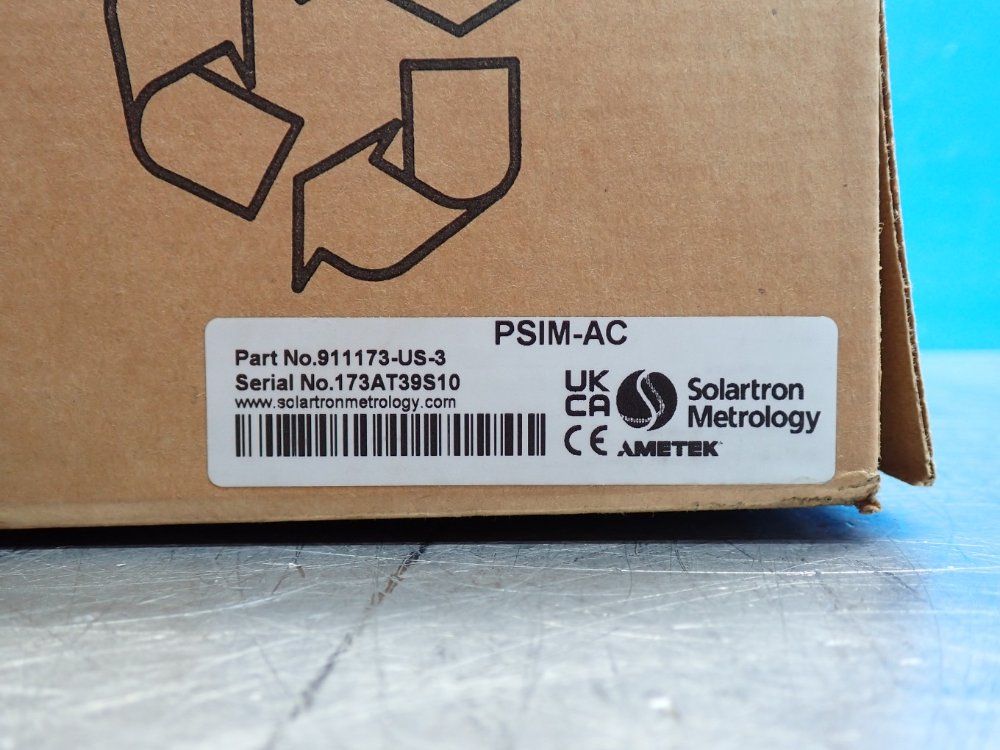 PSIM-AC
Part No.911173-US-3
Serial No.173AT39S10
www.solartronmetrology.com
UK
CA
CE
Solartron
Metrology
AMETEK